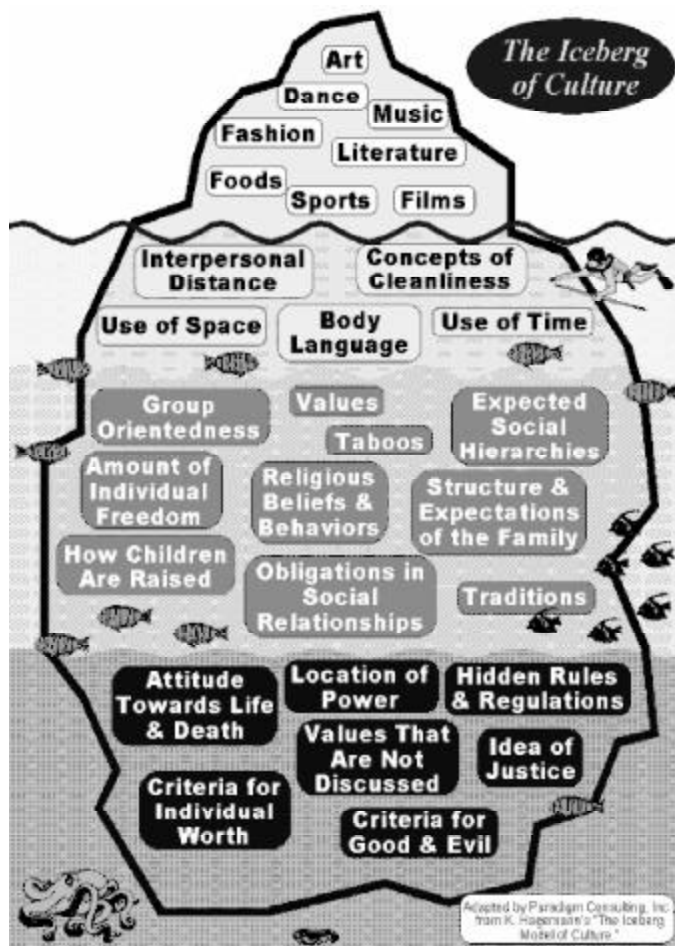 The Iceberg
of Culture
Art
Dance
Music
Fashion
Literature
Foods
Sports
Films
Interpersonal
Distance
Concepts of
Cleanliness
Use of Space
Body
Language
Use of Time
Group
Orientedness
Values
Taboos
Expected
Social
Hierarchies
Amount of
Individual
Freedom
Religious
Beliefs &
Behaviors
Structure &
Expectations
of the Family
How Children
Are Raised
Obligations in
Social
Relationships
Traditions
Attitude
Towards Life
& Death
Location of
Power
Hidden Rules
& Regulations
Values That
Are Not
Discussed
Idea of
Justice
Criteria for
Individual
Worth
Criteria for
Good & Evil
Adapted by Paradigm Consulting, Inc.
from K. "The Iceberg
Model of Culture."